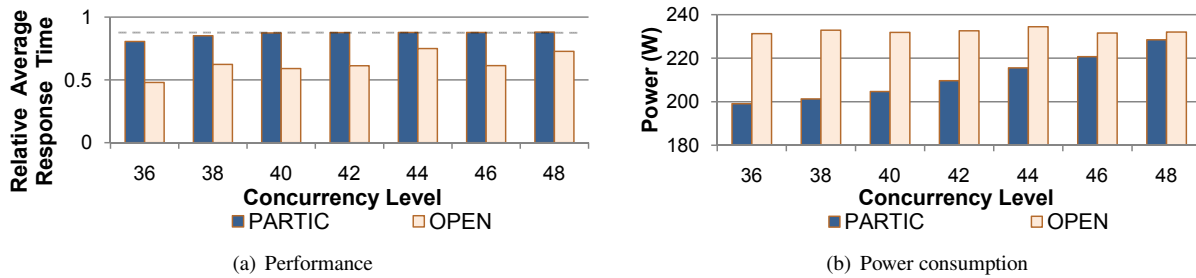 Relative Average
Response Time
1
0.5
0
36 38 40 42 44 46 48
Concurrency Level
PARTIC OPEN
(a) Performance
Power (W)
240
220
200
180
36 38 40 42 44 46 48
Concurrency Level
PARTIC OPEN
(b) Power consumption